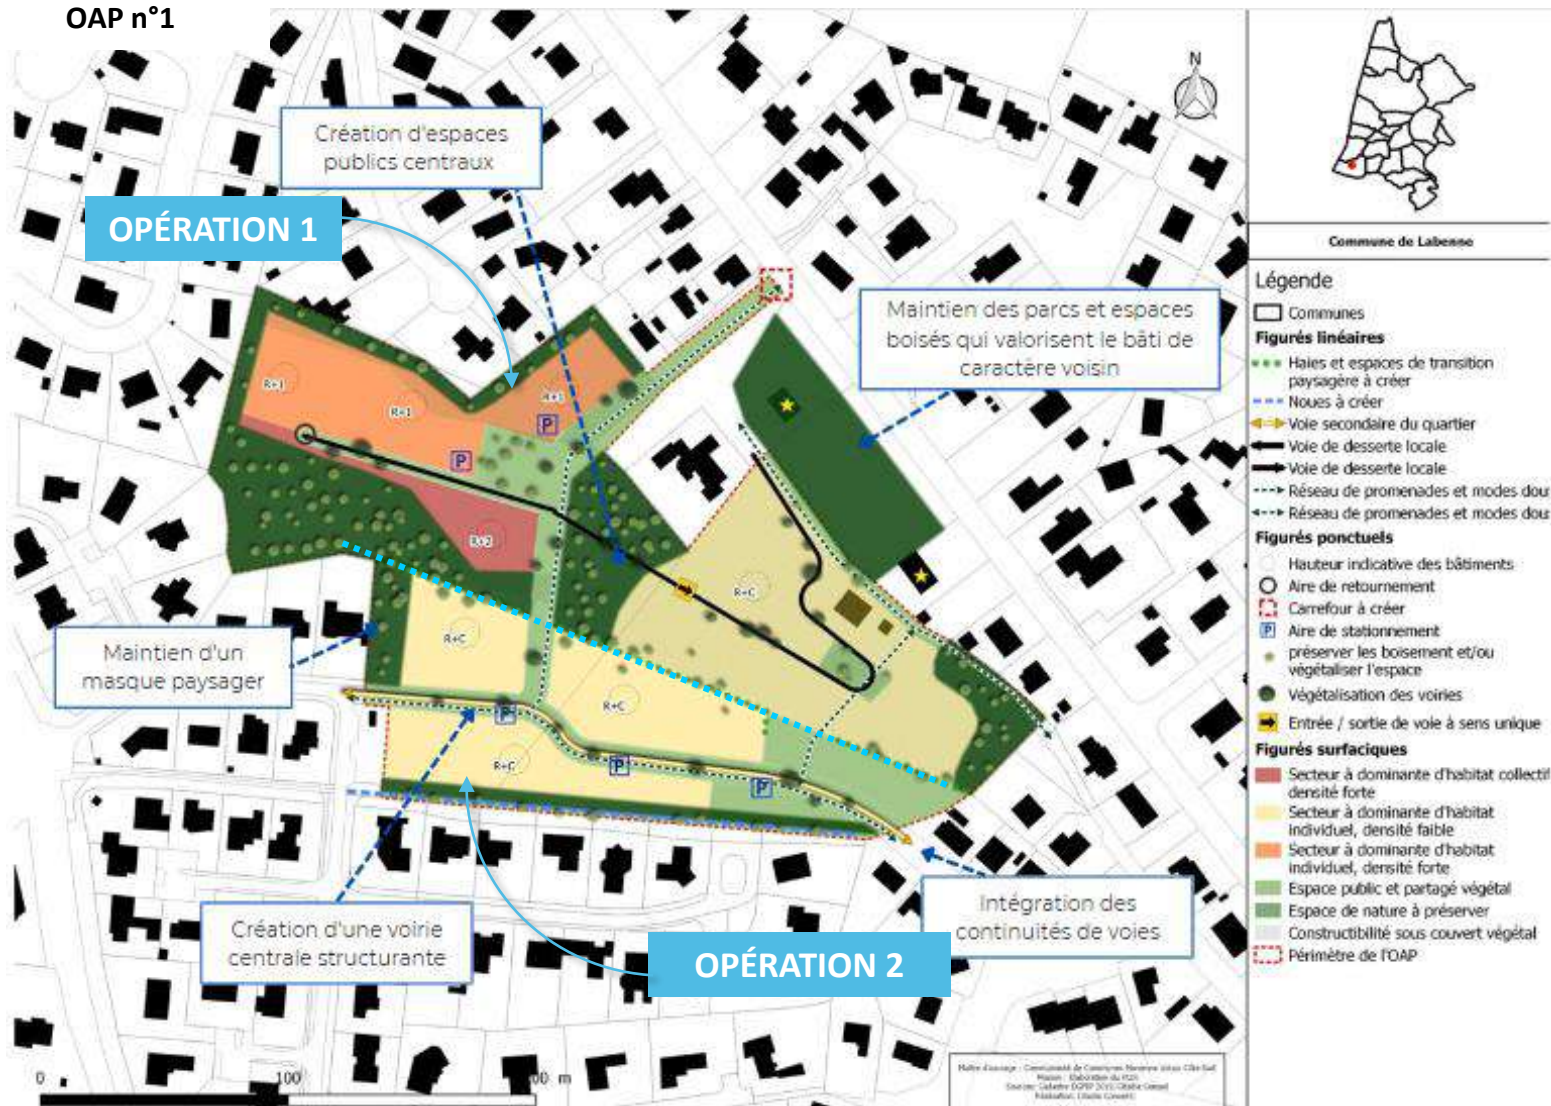 OAP n°1
N
Création d'espaces
publics centraux
OPÉRATION 1
Maintien des parcs et espaces
boisés qui valorisent le bâti de
caractère voisin
R+1
R+1
R+1
P
P
R+2
R+C
R+C
R+C
R+C
P
P
P
Maintien d'un
masque paysager
Création d'une voirie
centrale structurante
OPÉRATION 2
Intégration des
continuités de voies
0
100
00 m
Commune de Labenne
Légende
Communes
Figurés linéaires
Haies et espaces de transition
paysagère à créer
Noues à créer
Voie secondaire du quartier
Voie de desserte locale
Voie de desserte locale
Réseau de promenades et modes dou
Réseau de promenades et modes dou
Figurés ponctuels
Hauteur indicative des bâtiments
Aire de retournement
Carrefour à créer
P Aire de stationnement
préserver les boisement et/ou
végétaliser l'espace
Végétalisation des voiries
Entrée / sortie de voie à sens unique
Figurés surfaciques
Secteur à dominante d'habitat collectif
densité forte
Secteur à dominante d'habitat
individuel, densité faible
Secteur à dominante d'habitat
individuel, densité forte
Espace public et partagé végétal
Espace de nature à préserver
Constructibilité sous couvert végétal
Périmètre de l'OAP